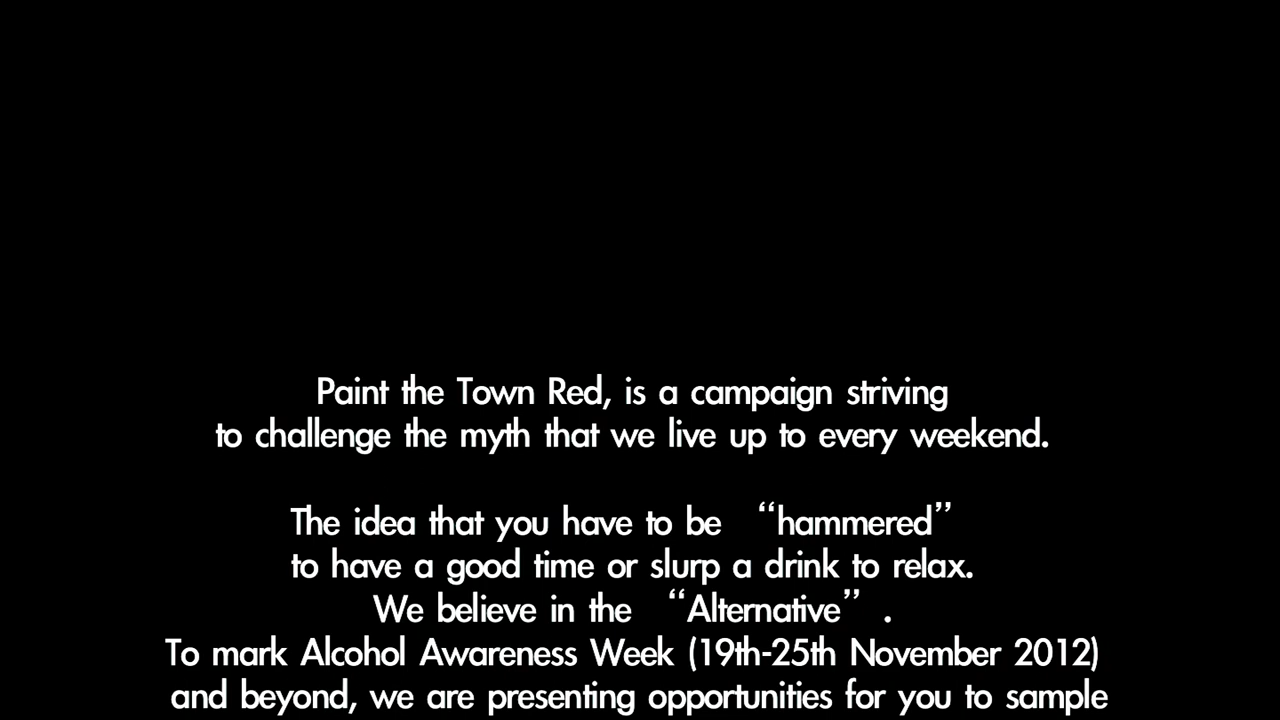 Paint the Town Red, is a campaign striving
to challenge the myth that we live up to every weekend.
The idea that you have to be “hammered”
to have a good time or slurp a drink to relax.
We believe in the “Alternative” .
To mark Alcohol Awareness Week (19th-25th November 2012)
and beyond, we are presenting opportunities for you to sample